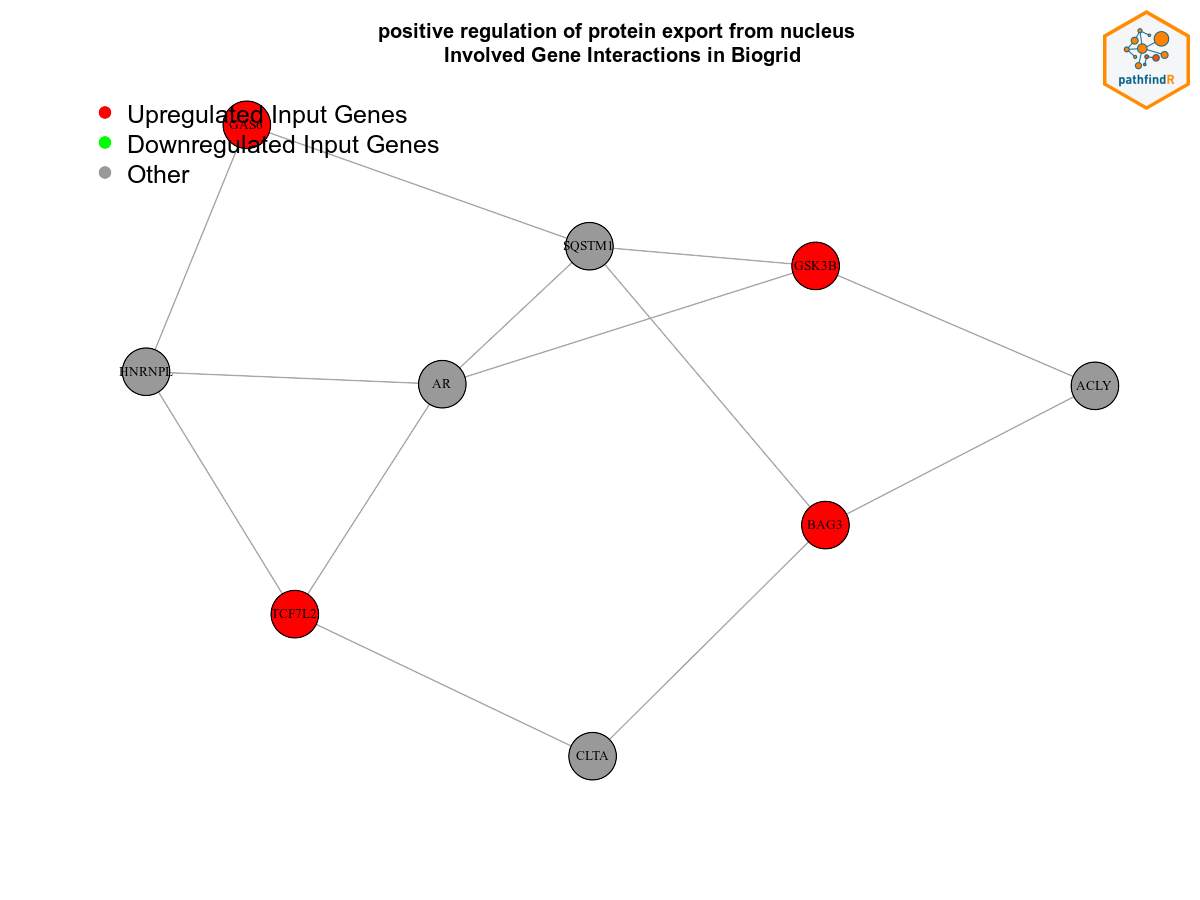 positive regulation of protein export from nucleus
Involved Gene Interactions in Biogrid
pathfindR
Upregulated Input Genes
GAS6
Downregulated Input Genes
Other
SQSTM1
GSK3B
HNRNPL
AR
ACLY
BAG3
TCF7L2
CLTA